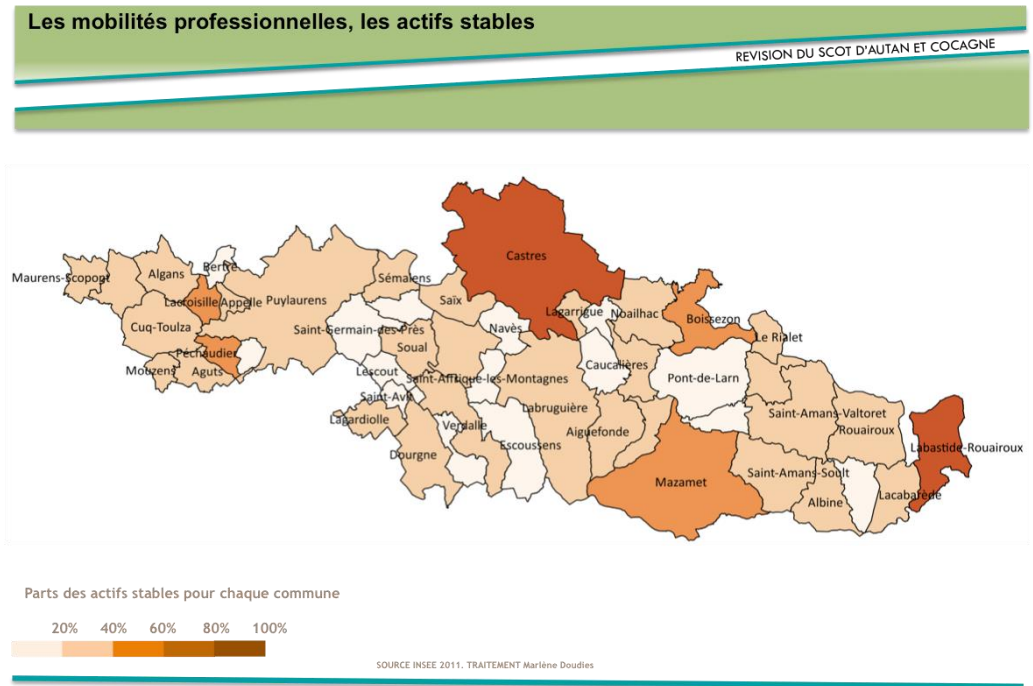 Les mobilités professionnelles, les actifs stables
REVISION DU SCOT D'AUTAN ET COCAGNE
Castres
Bertre
Maurens-Scopont
Algans
Sémalens
Lacroisille
Appelle
Puylaurens
Saïx
Lagarrigue
Noailhac
Boissezon
Cuq-Toulza
Saint-Germain-des-Près
Navès
Le Rialet
Péchaudier
Soual
Mouzens
Aguts
Lescout
Saint-Affrique-les-Montagnes
Caucalières
Pont-de-Larn
Saint-Avit
Labruguière
Saint-Amans-Valtoret
Lagardiolle
Verdalle
Aiguefonde
Rouairoux
Escoussens
Labastide-Rouairoux
Dourgne
Mazamet
Saint-Amans-Soult
Lacabarède
Albine
Parts des actifs stables pour chaque commune
20% 40% 60% 80% 100%
SOURCE INSEE 2011. TRAITEMENT Marlène Doudies